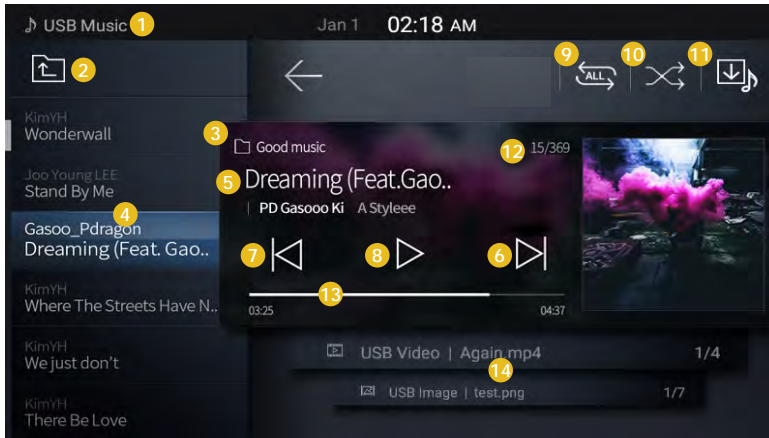 USB Music 1
Jan 1 02:18 AM
2
9 10 11
ALL
KimYH
Wonderwall
Joo Young LEE
Stand By Me
4
Gasoo_Pdragon
Dreaming (Feat. Gao..
KimYH
Where The Streets Have N..
KimYH
We just don't
KimYH
There Be Love
3 Good music
12 15/369
5 Dreaming (Feat.Gao..
PD Gasooo Ki A Styleee
7 8 6
13
03:25 04:37
USB Video | Again.mp4 1/4
14
USB Image | test.png 1/7